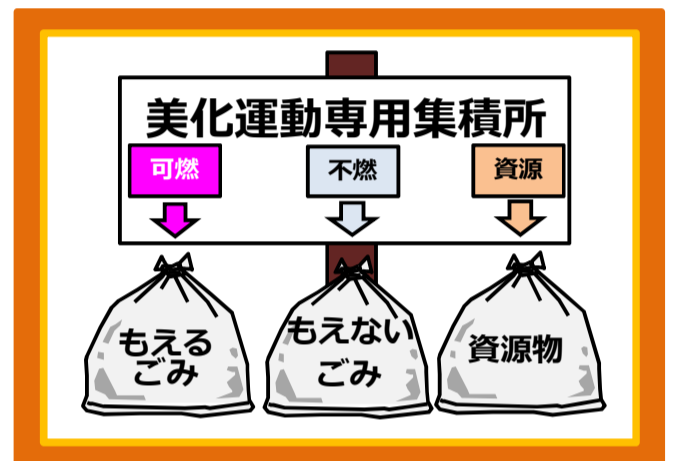 美化運動専用集積所
可燃
不燃
資源
もえる
ごみ
もえない
ごみ
資源物